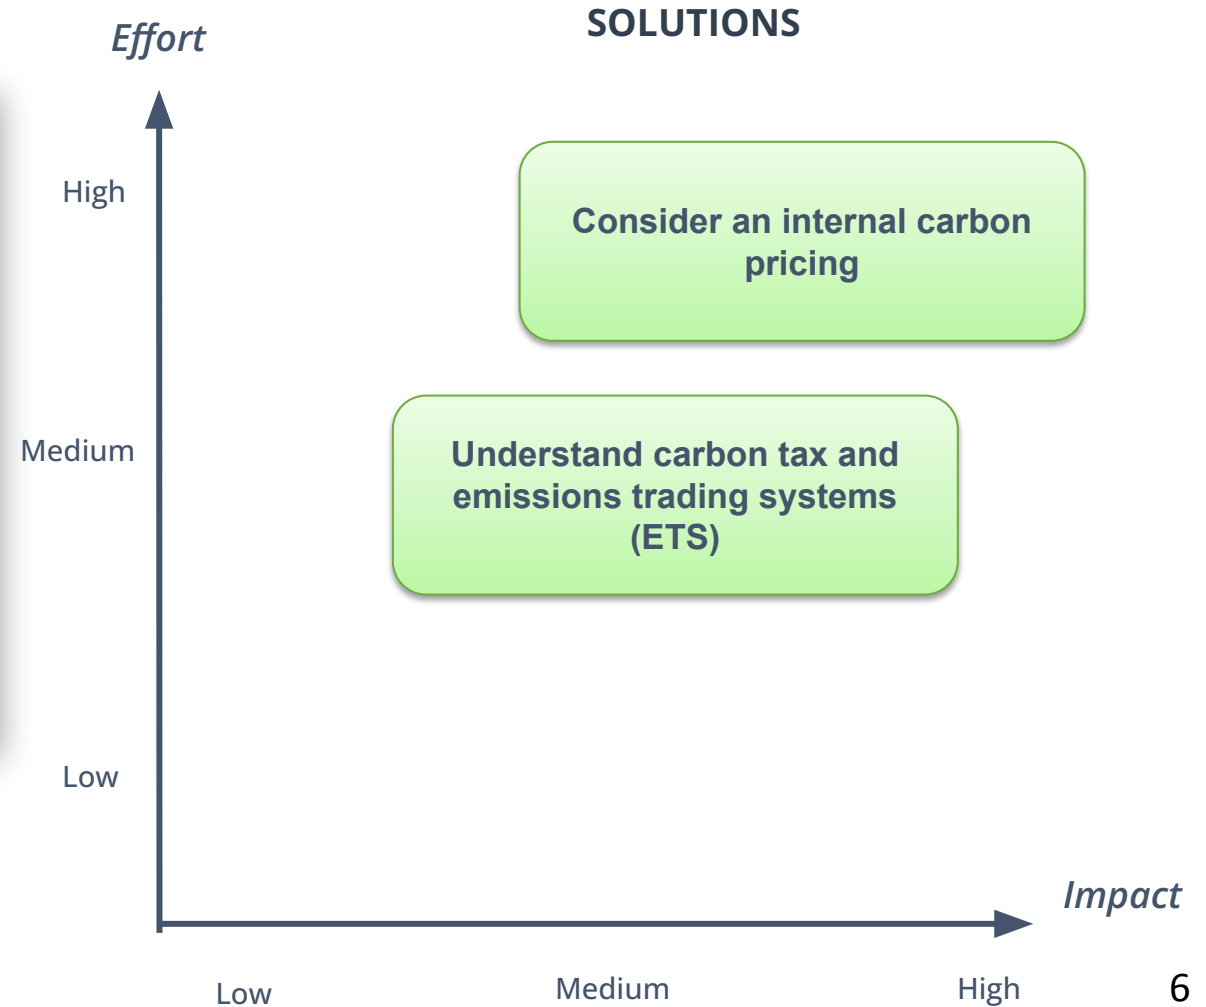 SOLUTIONS
Effort
High
Consider an internal carbon
pricing
Medium
Understand carbon tax and
emissions trading systems
(ETS)
Low
Impact
Low
Medium
High
6